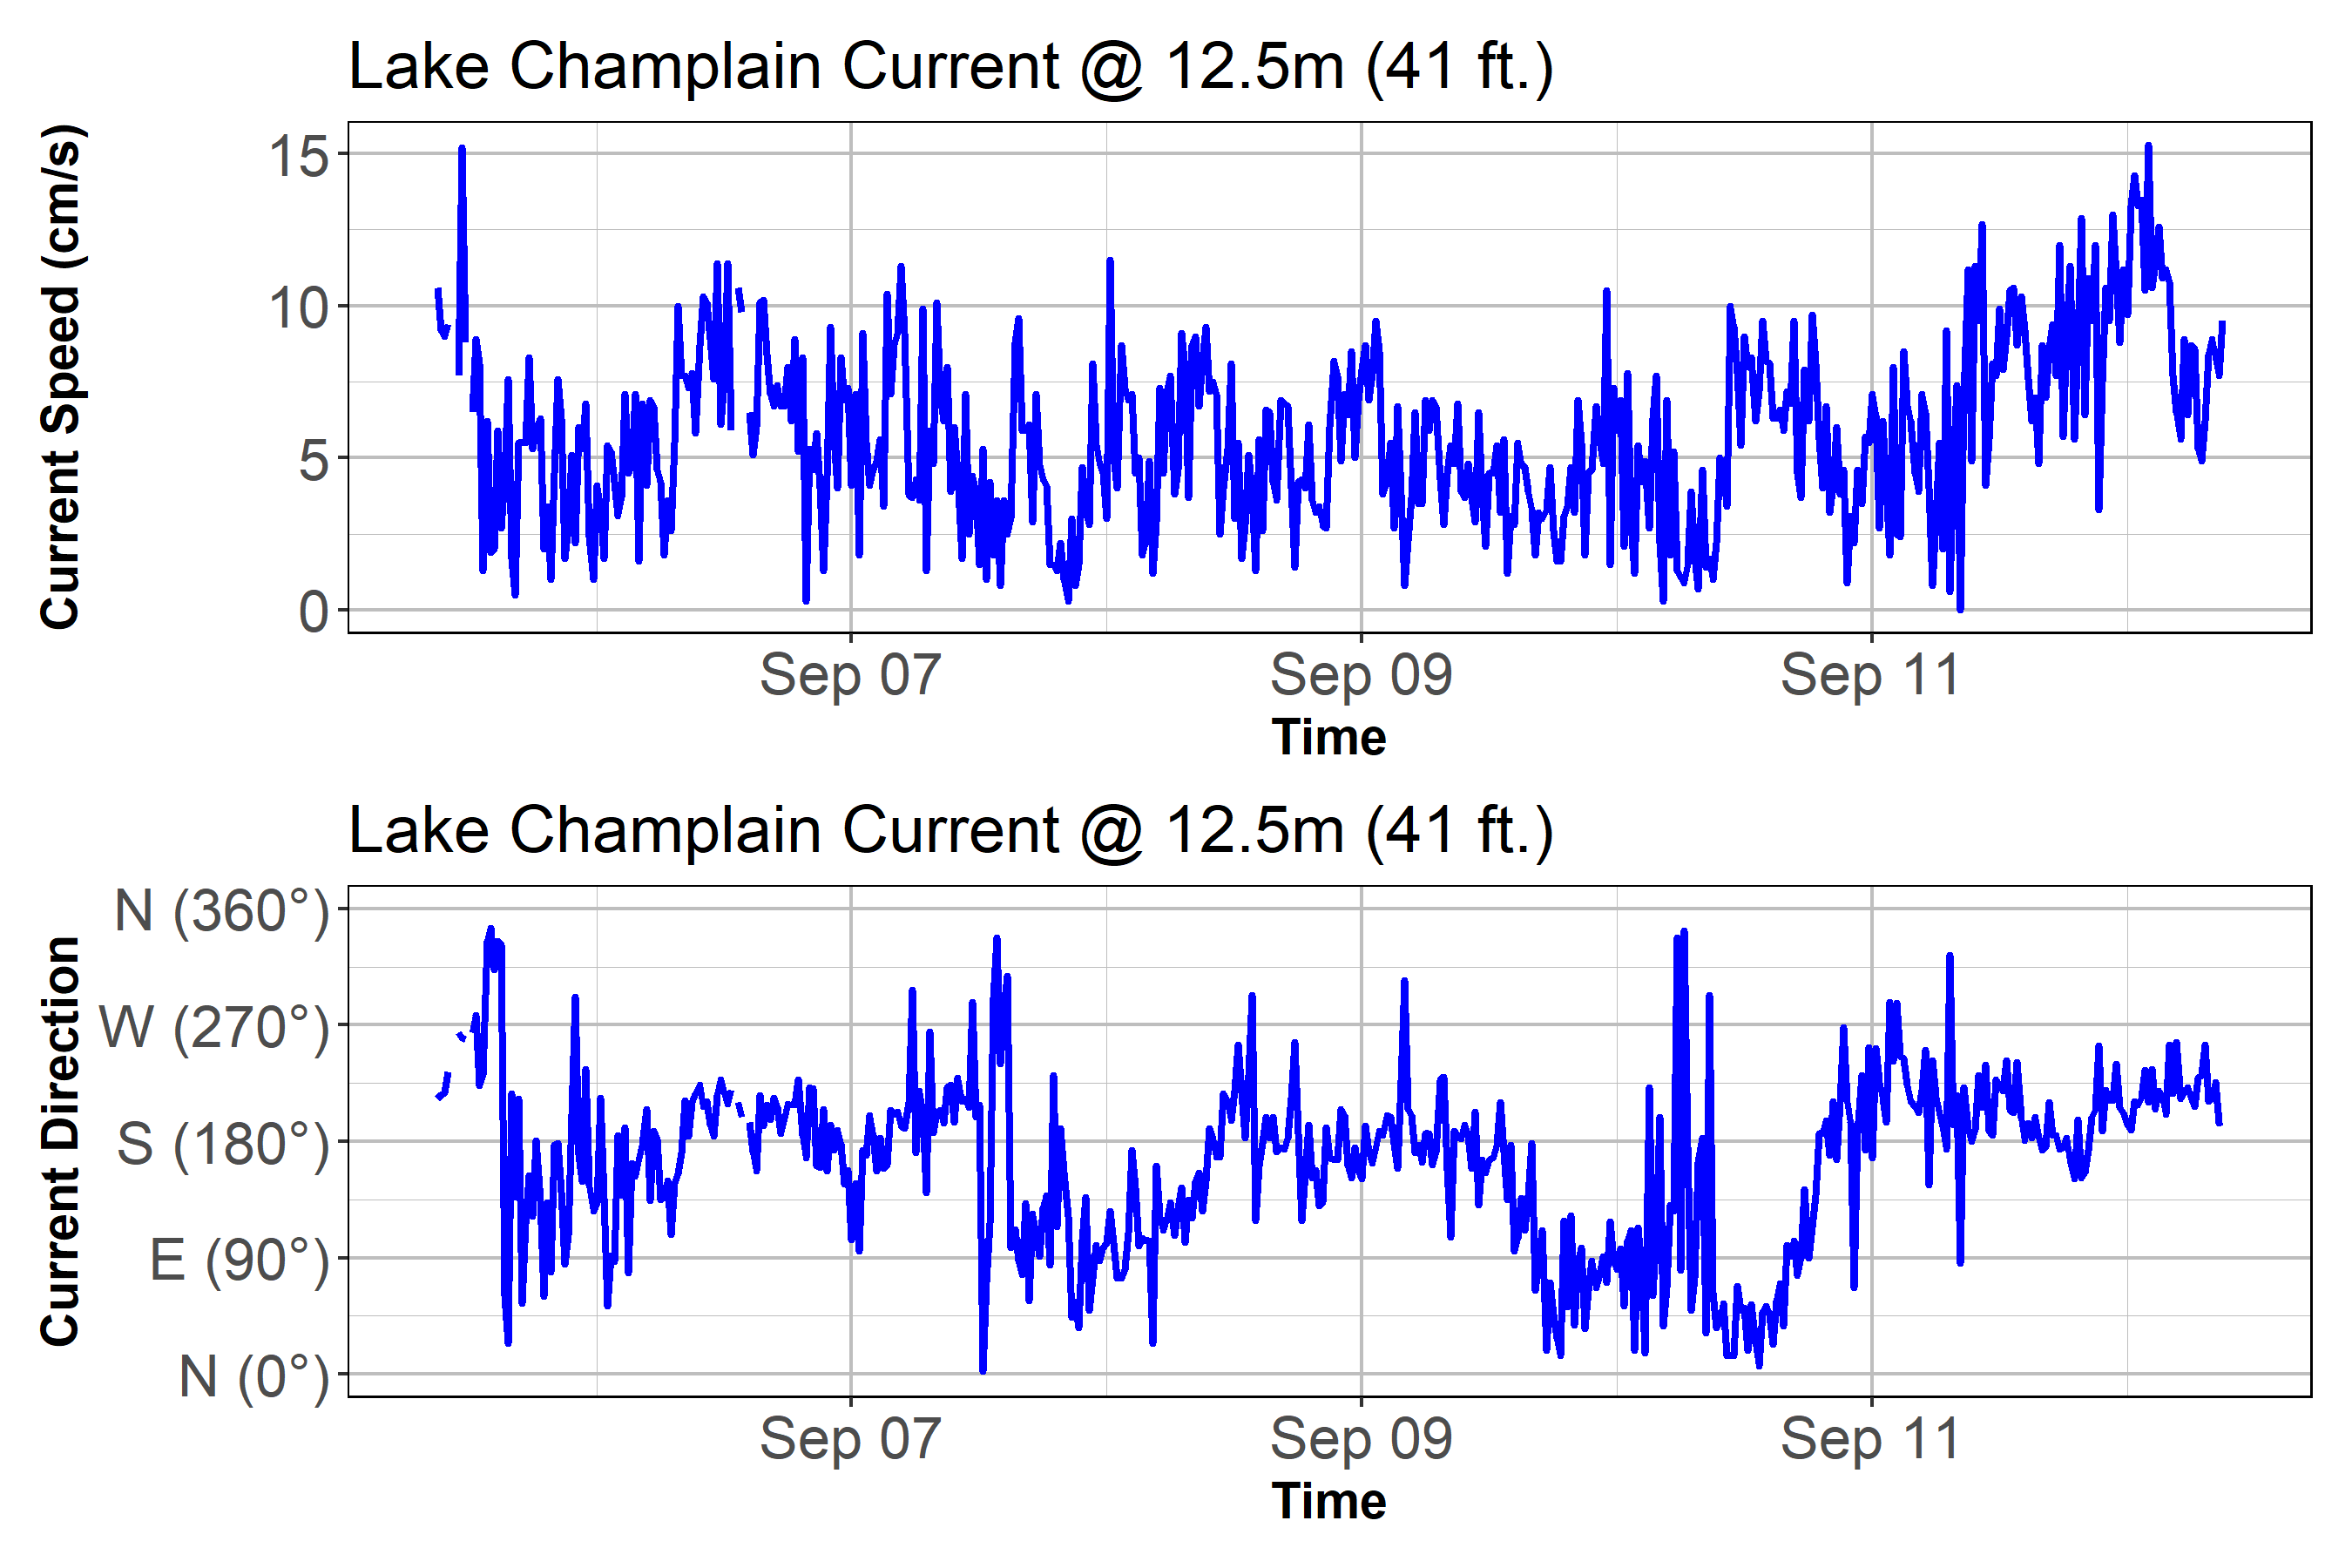 Lake Champlain Current @ 12.5m (41 ft.)
Current Speed (cm/s)
15
10
5
0
Sep 07 Sep 09 Sep 11
Time
Lake Champlain Current @ 12.5m (41 ft.)
Current Direction
N (360°)
W (270°)
S (180°)
E (90°)
N (0°)
Sep 07 Sep 09 Sep 11
Time